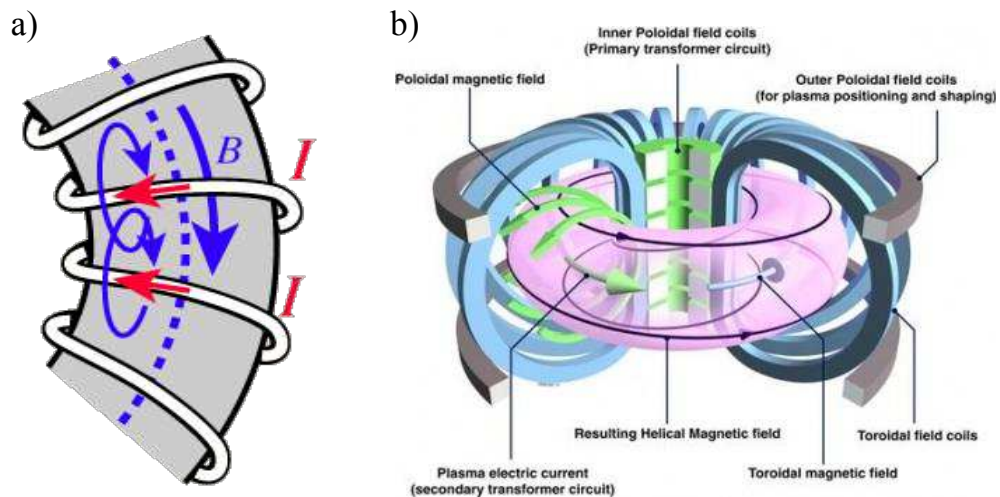 a)
B
I
I
b)
Inner Poloidal field coils
(Primary transformer circuit)
Poloidal magnetic field
Outer Poloidal field coils
(for plasma positioning and shaping)
Resulting Helical Magnetic field
Toroidal field coils
Plasma electric current
(secondary transformer circuit)
Toroidal magnetic field